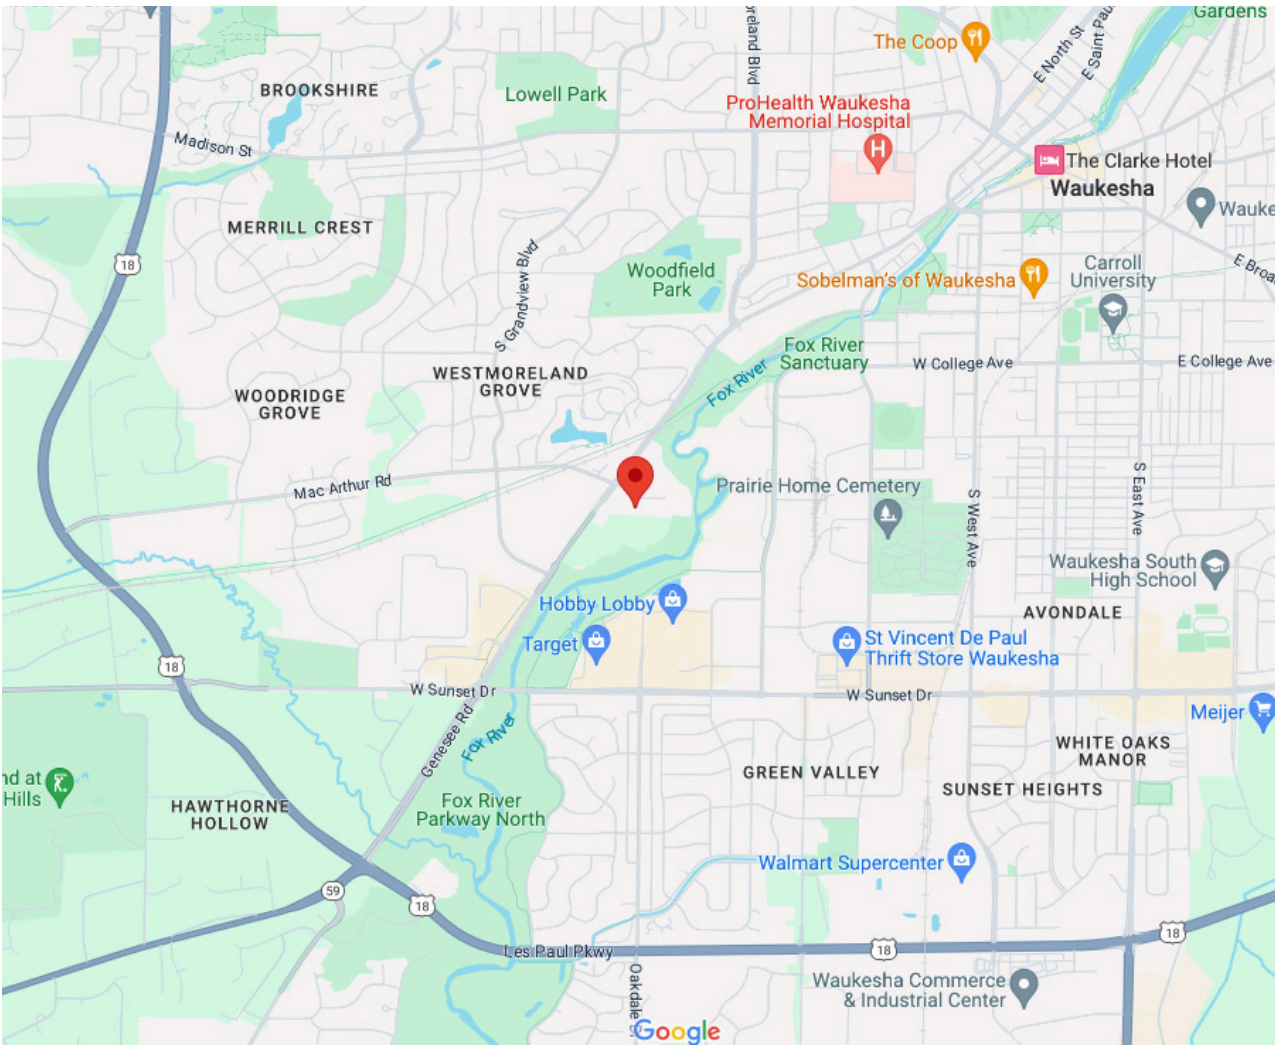 Gardens
The Coop
E North St
E Saint Pau
oreland Blvd
BROOKSHIRE
Lowell Park
ProHealth Waukesha
Memorial Hospital
Madison St
The Clarke Hotel
Waukesha
Wauke
MERRILL CREST
18
S Grandview Blvd
Woodfield
Park
Sobelman's of Waukesha
Carroll
University
E Broa
Fox River
Sanctuary
W College Ave
E College Ave
WESTMORELAND
GROVE
Fox River
WOODRIDGE
GROVE
Mac Arthur Rd
Prairie Home Cemetery
S West Ave
S East Ave
Waukesha South
High School
Hobby Lobby
AVONDALE
Target
St Vincent De Paul
Thrift Store Waukesha
18
W Sunset Dr
W Sunset Dr
Meijer
Genesee Rd
Fox River
WHITE OAKS
MANOR
GREEN VALLEY
SUNSET HEIGHTS
nd at
Hills
HAWTHORNE
HOLLOW
Fox River
Parkway North
Walmart Supercenter
59
18
18
18
Les Paul Pkwy
Oakdale
Waukesha Commerce
& Industrial Center
Google